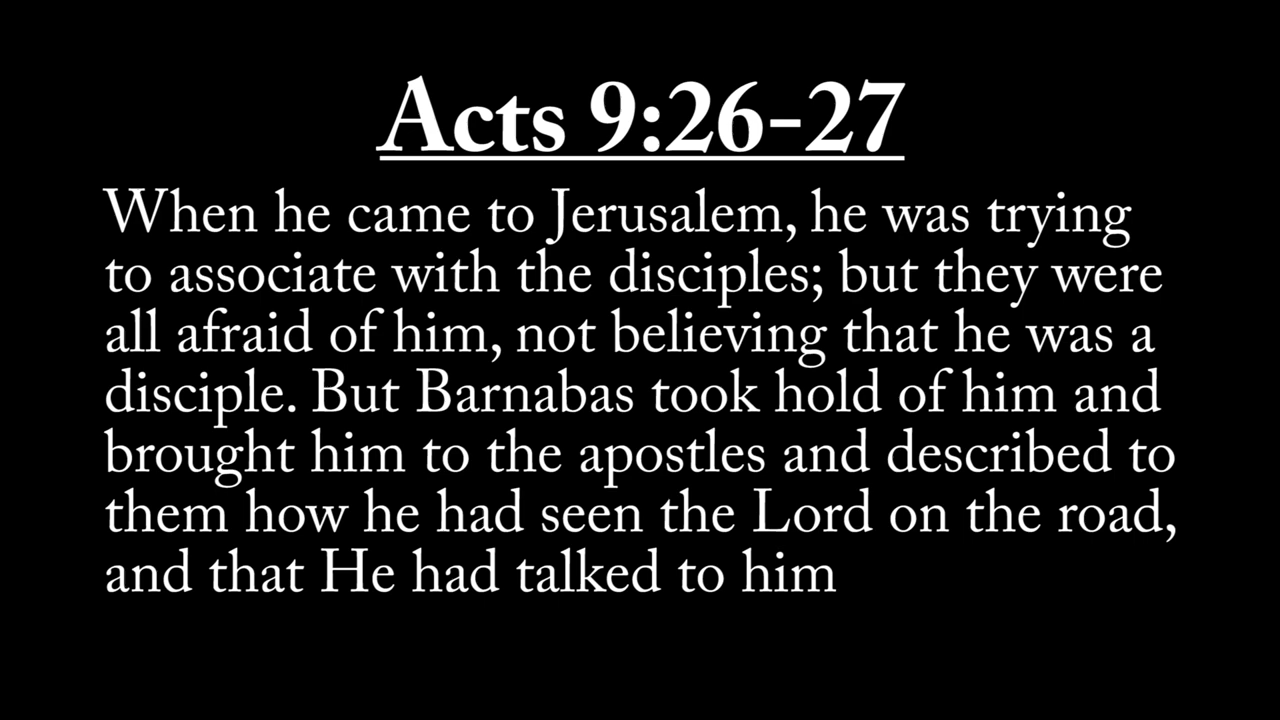 Acts 9:26-27
When he came to Jerusalem, he was trying
to associate with the disciples; but they were
all afraid of him, not believing that he was a
disciple. But Barnabas took hold of him and
brought him to the apostles and described to
them how he had seen the Lord on the road,
and that He had talked to him